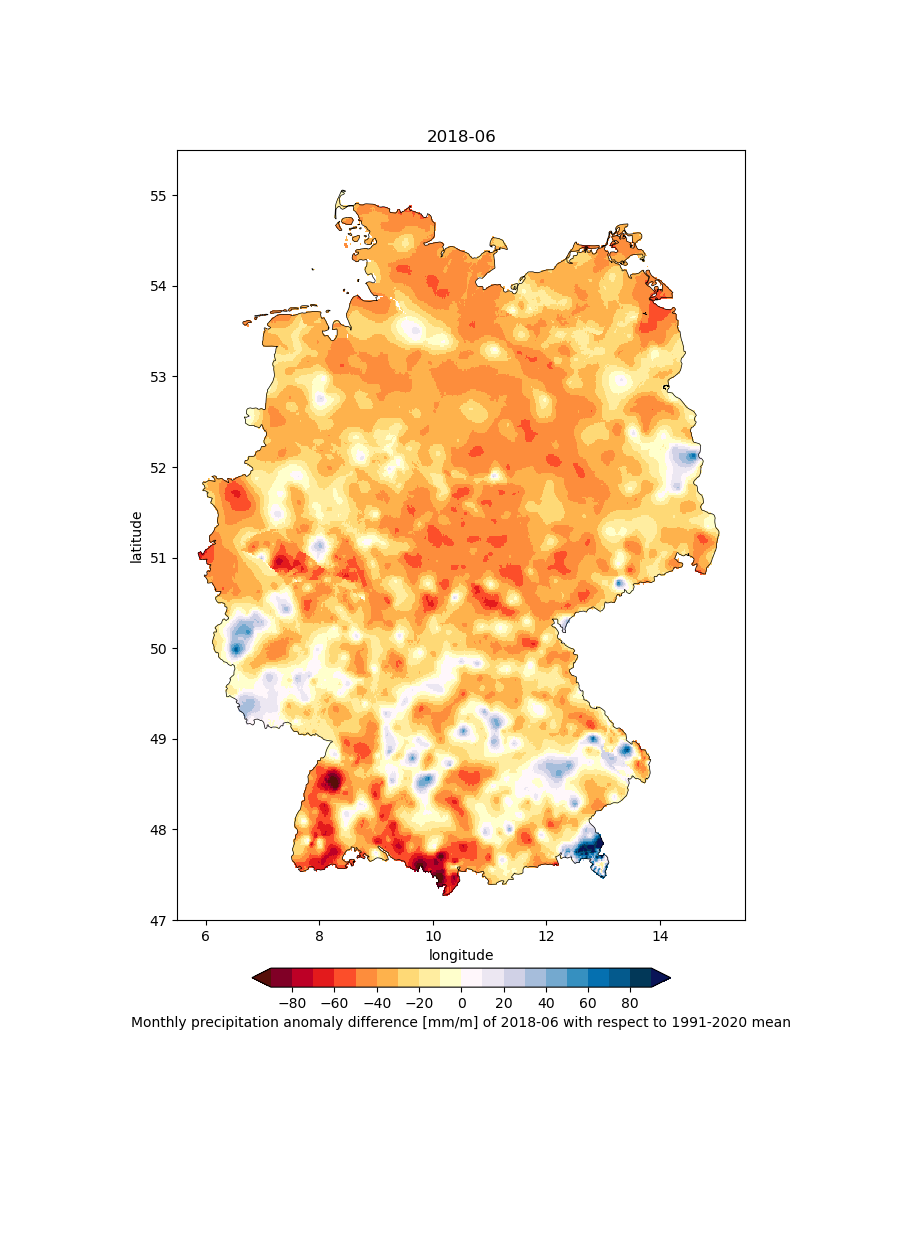 2018-06
55
54
53
52
51
50
49
48
47
latitude
6 8 10 12 14
longitude
−80 −60 −40 −20 0 20 40 60 80
Monthly precipitation anomaly difference [mm/m] of 2018-06 with respect to 1991-2020 mean